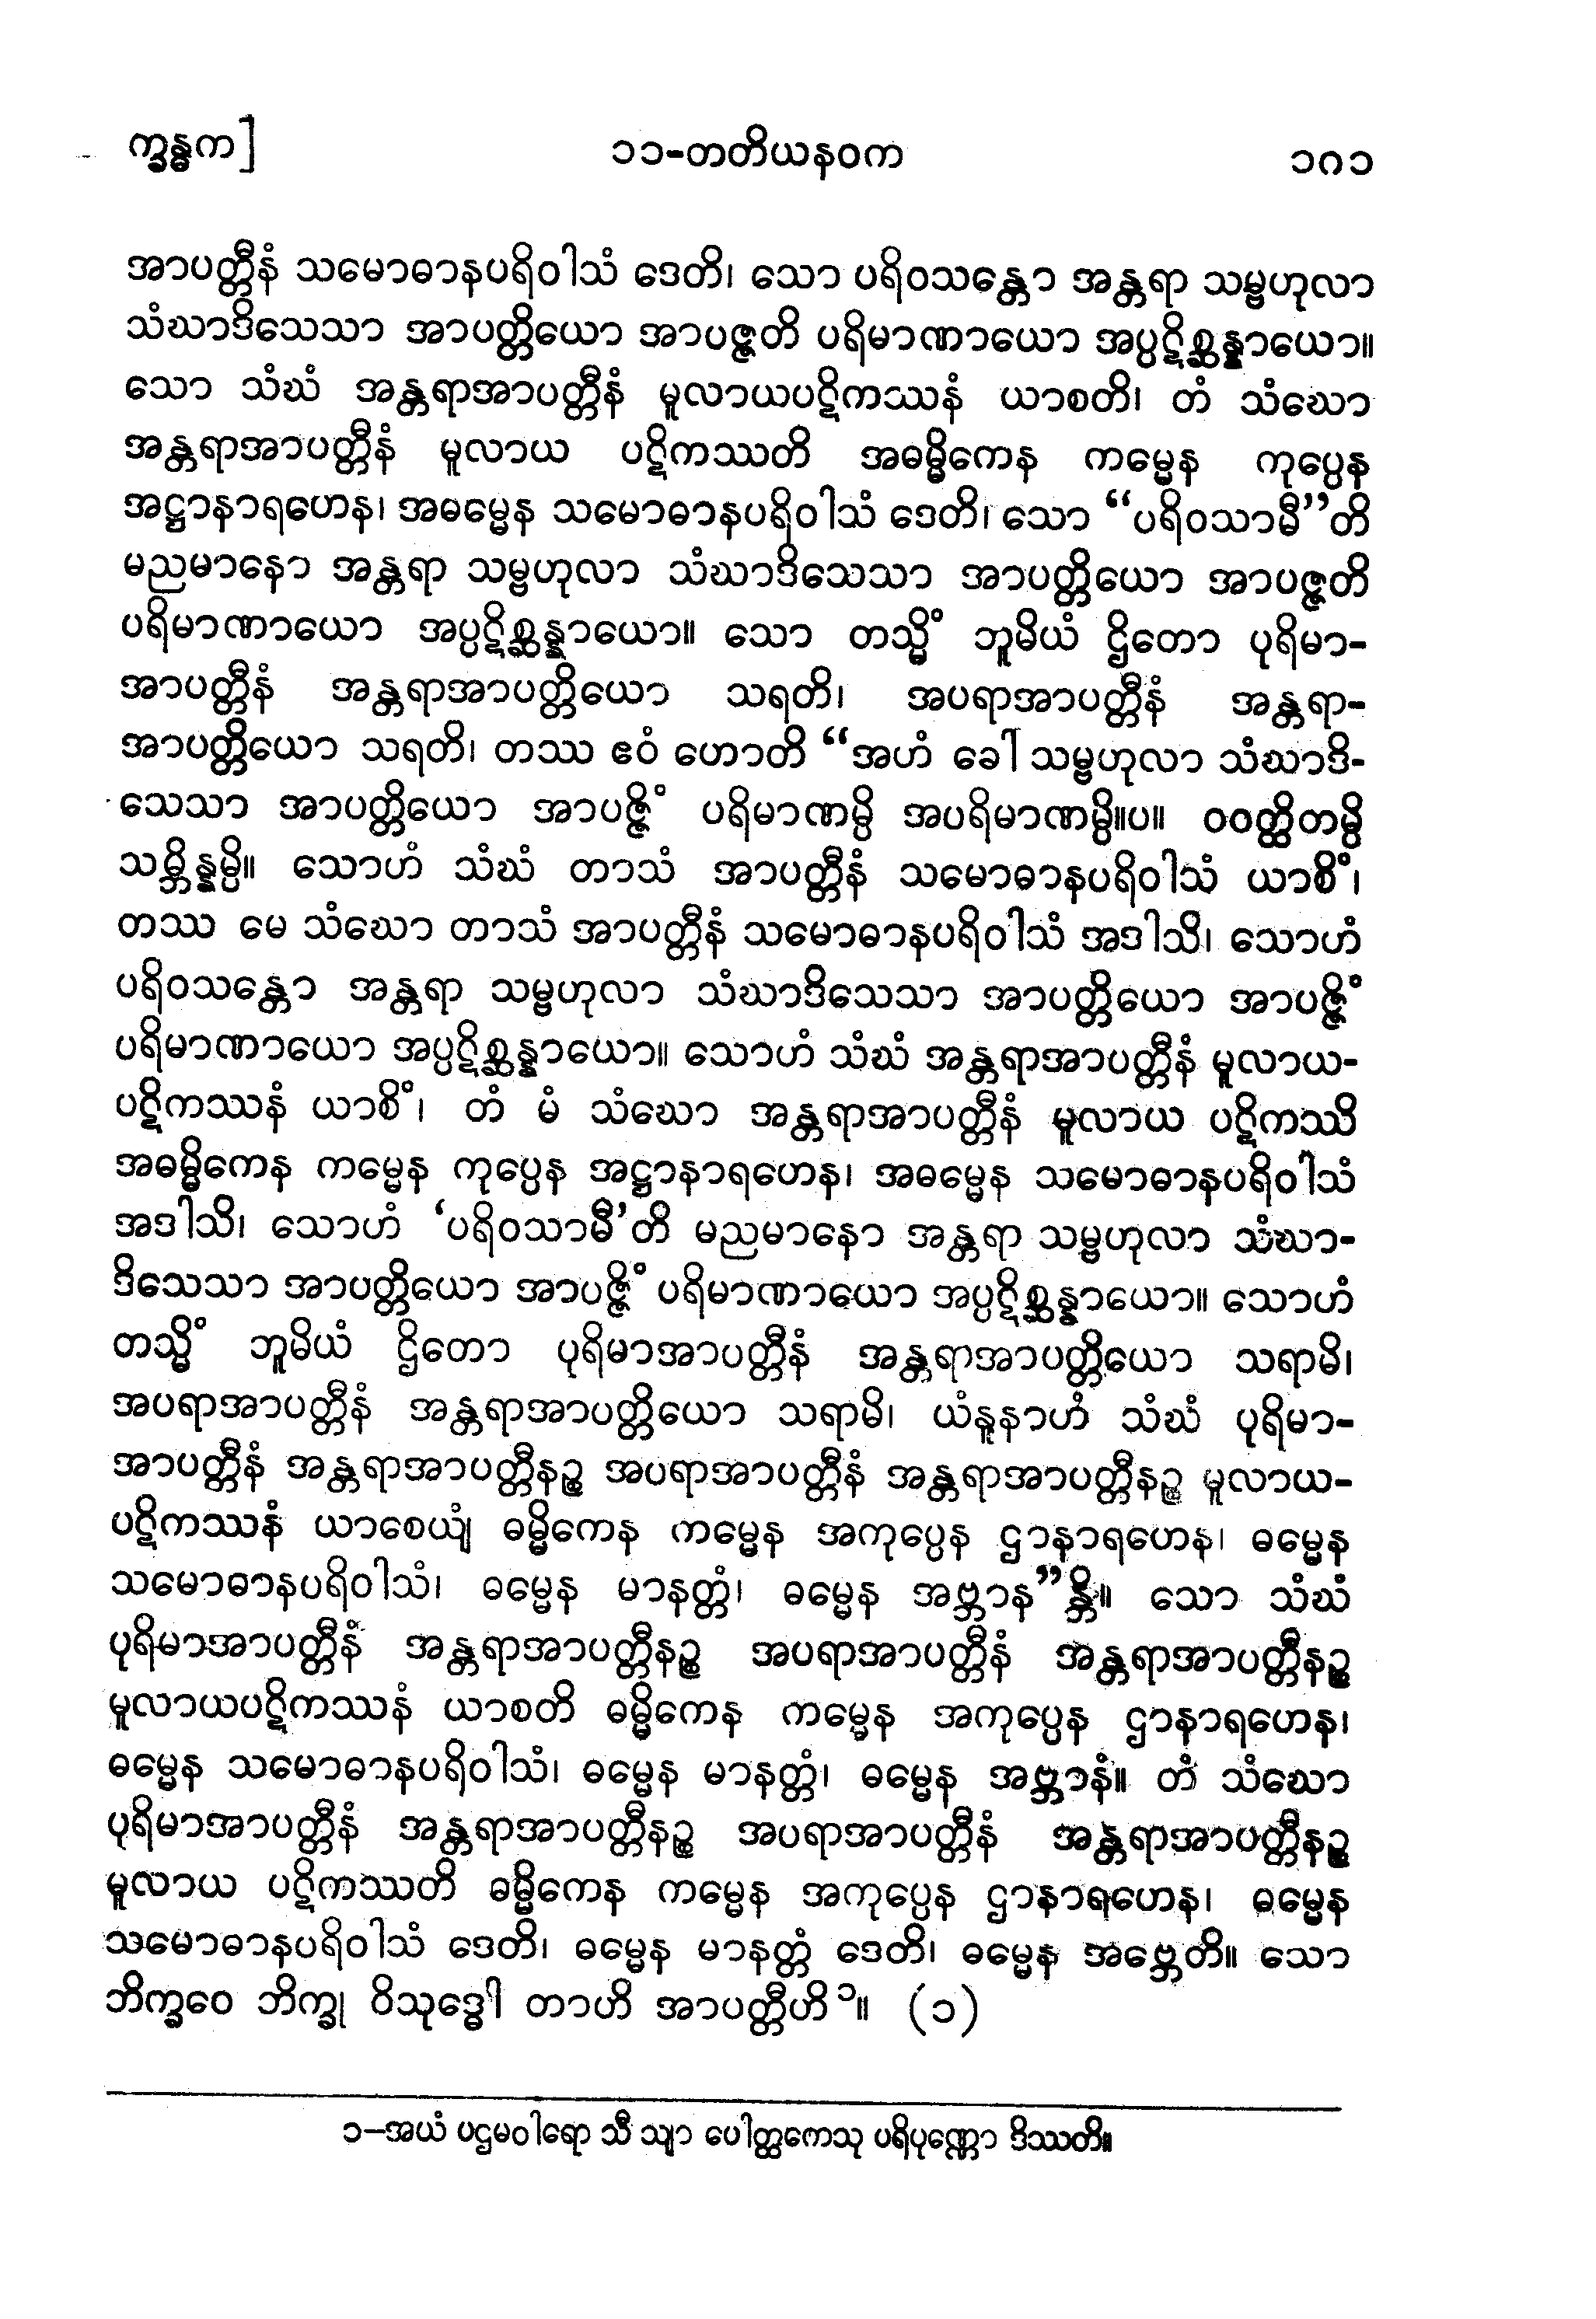 က္ခန္ဓက]
၁၁-တတိယနဝက
၁၇၁
အာပတ္တီနံ သမောဓာနပရိဝါသံ ဒေတိ၊ သော ပရိဝသန္တော အန္တရာ သမ္ဗဟုလာ
သံဃာဒိသေသာ အာပတ္တိယော အာပဇ္ဇတိ ပရိမာဏာယော အပ္ပဋိစ္ဆန္နာယော။
သော သံဃံ အန္တရာအာပတ္တီနံ မူလာယပဋိကဿနံ ယာစတိ၊ တံ သံဃော
အန္တရာအာပတ္တီနံ မူလာယ ပဋိကဿတိ အဓမ္မိကေန ကမ္မေန ကုပ္ပေန
အဋ္ဌာနာရဟေန၊ အဓမ္မေန သမောဓာနပရိဝါသံ ဒေတိ၊ သော “ပရိဝသာမီ”တိ
မညမာနော အန္တရာ သမ္ဗဟုလာ သံဃာဒိသေသာ အာပတ္တိယော အာပဇ္ဇတိ
ပရိမာဏာယော အပ္ပဋိစ္ဆန္နာယော။ သော တသ္မိံ ဘူမိယံ ဌိတော ပုရိမာ-
အာပတ္တီနံ အန္တရာအာပတ္တိယော သရတိ၊ အပရာအာပတ္တီနံ အန္တရာ-
အာပတ္တိယော သရတိ၊ တဿ ဧဝံ ဟောတိ “အဟံ ခေါ သမ္ဗဟုလာ သံဃာဒိ-
သေသာ အာပတ္တိယော အာပဇ္ဇိံ ပရိမာဏမ္ပိ အပရိမာဏမ္ပိ။ပ။ ဝဝတ္ထိတမ္ပိ
သမ္ဘိန္နမ္ပိ။ သောဟံ သံဃံ တာသံ အာပတ္တီနံ သမောဓာနပရိဝါသံ ယာစိံ၊
တဿ မေ သံဃော တာသံ အာပတ္တီနံ သမောဓာနပရိဝါသံ အဒါသိ၊ သောဟံ
ပရိဝသန္တော အန္တရာ သမ္ဗဟုလာ သံဃာဒိသေသာ အာပတ္တိယော အာပဇ္ဇိံ
ပရိမာဏာယော အပ္ပဋိစ္ဆန္နာယော။ သောဟံ သံဃံ အန္တရာအာပတ္တီနံ မူလာယ-
ပဋိကဿနံ ယာစိံ၊ တံ မံ သံဃော အန္တရာအာပတ္တီနံ မူလာယ ပဋိကဿိ
အဓမ္မိကေန ကမ္မေန ကုပ္ပေန အဋ္ဌာနာရဟေန၊ အဓမ္မေန သမောဓာနပရိဝါသံ
အဒါသိ၊ သောဟံ ‘ပရိဝသာမီ’တိ မညမာနော အန္တရာ သမ္ဗဟုလာ သံဃာ-
ဒိသေသာ အာပတ္တိယော အာပဇ္ဇိံ ပရိမာဏာယော အပ္ပဋိစ္ဆန္နာယော။ သောဟံ
တသ္မိံ ဘူမိယံ ဌိတော ပုရိမာအာပတ္တီနံ အန္တရာအာပတ္တိယော သရာမိ၊
အပရာအာပတ္တီနံ အန္တရာအာပတ္တိယော သရာမိ၊ ယံနူနာဟံ သံဃံ ပုရိမာ-
အာပတ္တီနံ အန္တရာအာပတ္တီနဉ္စ အပရာအာပတ္တီနံ အန္တရာအာပတ္တီနဉ္စ မူလာယ-
ပဋိကဿနံ ယာစေယျံ ဓမ္မိကေန ကမ္မေန အကုပ္ပေန ဌာနာရဟေန၊ ဓမ္မေန
သမောဓာနပရိဝါသံ၊ ဓမ္မေန မာနတ္တံ၊ ဓမ္မေန အဗ္ဘာန”န္တိ။ သော သံဃံ
ပုရိမာအာပတ္တီနံ အန္တရာအာပတ္တီနဉ္စ အပရာအာပတ္တီနံ အန္တရာအာပတ္တီနဉ္စ
မူလာယပဋိကဿနံ ယာစတိ ဓမ္မိကေန ကမ္မေန အကုပ္ပေန ဌာနာရဟေန၊
ဓမ္မေန သမောဓာနပရိဝါသံ၊ ဓမ္မေန မာနတ္တံ၊ ဓမ္မေန အဗ္ဘာနံ။ တံ သံဃော
ပုရိမာအာပတ္တီနံ အန္တရာအာပတ္တီနဉ္စ အပရာအာပတ္တီနံ အန္တရာအာပတ္တီနဉ္စ
မူလာယ ပဋိကဿတိ ဓမ္မိကေန ကမ္မေန အကုပ္ပေန ဌာနာရဟေန၊ ဓမ္မေန
သမောဓာနပရိဝါသံ ဒေတိ၊ ဓမ္မေန မာနတ္တံ ဒေတိ၊ ဓမ္မေန အဗ္ဘေတိ။ သော
ဘိက္ခဝေ ဘိက္ခု ဝိသုဒ္ဓေါ တာဟိ အာပတ္တီဟိ ၁။ (၁)
၁-အယံ ပဌမဝါရော သီ သျာ ပေါတ္ထကေသု ပရိပုဏ္ဏော ဒိဿတိ။